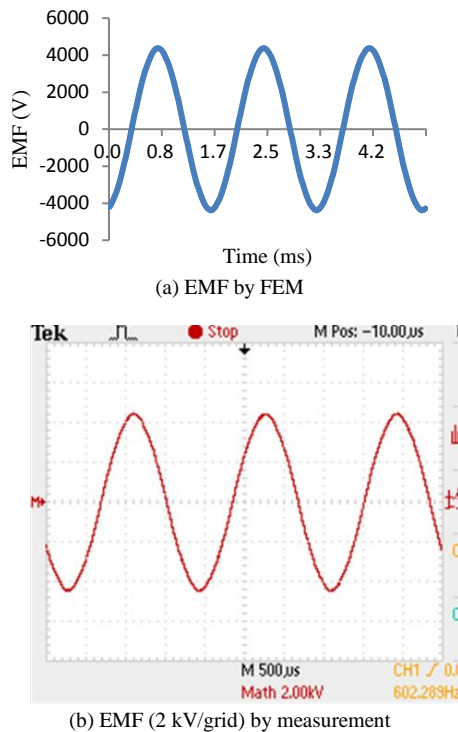 6000
4000
2000
0
-2000
-4000
-6000
EMF (V)
0.0 0.8 1.7 2.5 3.3 4.2
Time (ms)
(a) EMF by FEM
Tek Stop M Pos: -10.00µs
M
M 500µs CH1
Math 2.00kV 602.289Hz
(b) EMF (2 kV/grid) by measurement